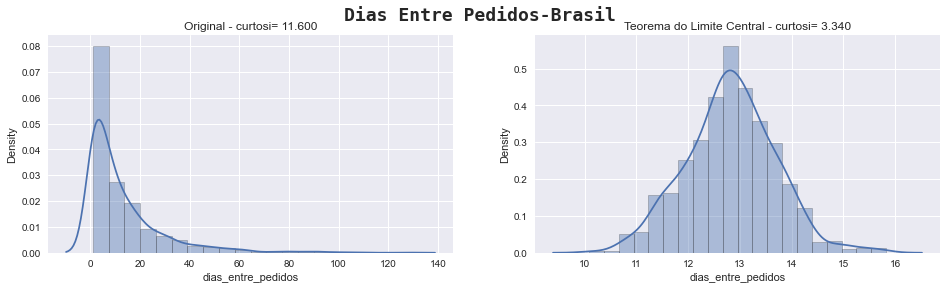 Dias Entre Pedidos-Brasil
Original - curtosi= 11.600
0.08
0.07
0.06
0.05
0.04
0.03
0.02
0.01
0.00
Density
0 20 40 60 80 100 120 140
dias_entre_pedidos
Teorema do Limite Central - curtosi= 3.340
0.5
0.4
0.3
0.2
0.1
0.0
Density
10 11 12 13 14 15 16
dias_entre_pedidos